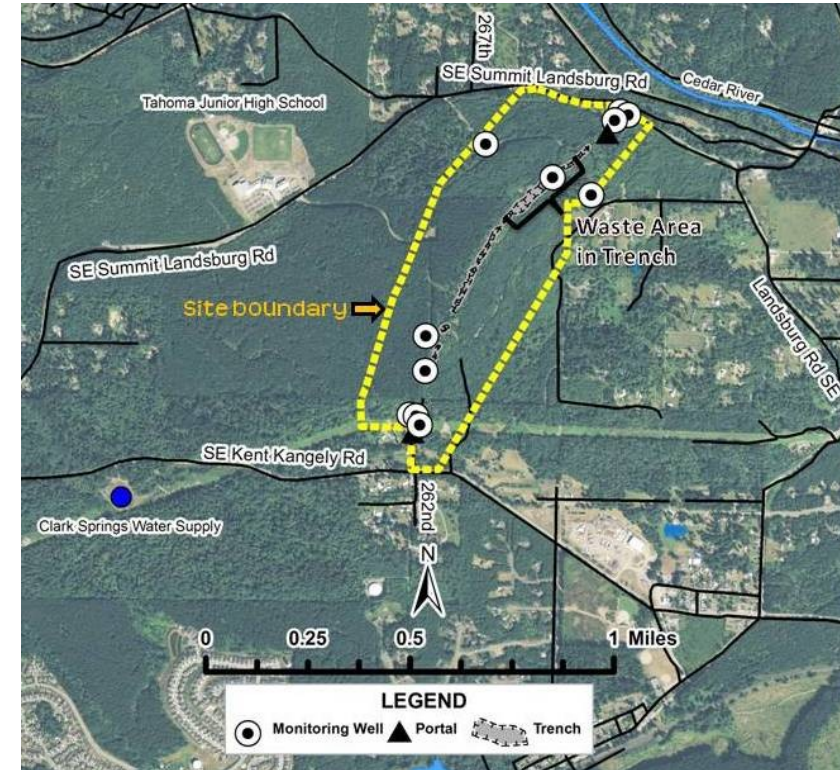 267th
SE Summit Landsburg Rd
Cedar River
Tahoma Junior High School
Waste Area
in Trench
SE Summit Landsburg Rd
Site boundary
Landsburg Rd SE
SE Kent Kangely Rd
262nd
Clark Springs Water Supply
N
0 0.25 0.5 1 Miles
LEGEND
Monitoring Well Portal Trench